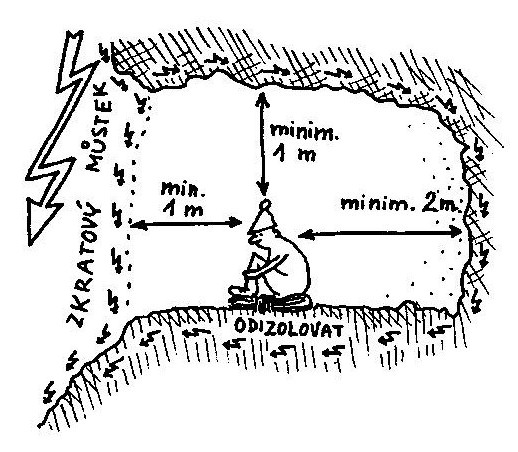 ZKRATOVÝ MŮSTEK
minim.
1 m
min.
1 m
minim. 2m.
ODIZOLOVAT